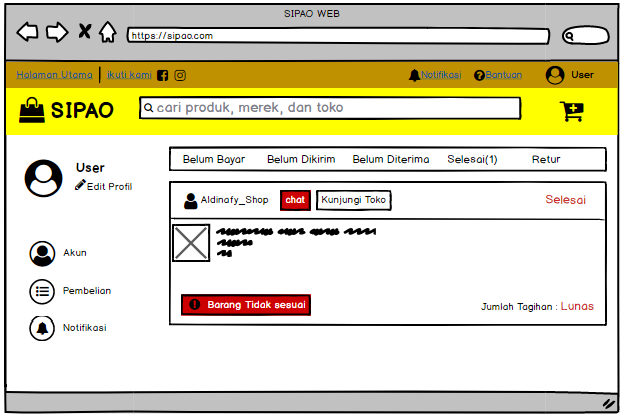 SIPAO WEB
https://sipao.com
Halaman Utama ikuti kami Notifikasi Bantuan User
SIPAO cari produk, merek, dan toko
User
Edit Profil
Belum Bayar Belum Dikirim Belum Diterima Selesai(1) Retur
Aldinafy_Shop chat Kunjungi Toko Selesai
Akun
Pembelian
Notifikasi
Barang Tidak sesuai Jumlah Tagihan : Lunas